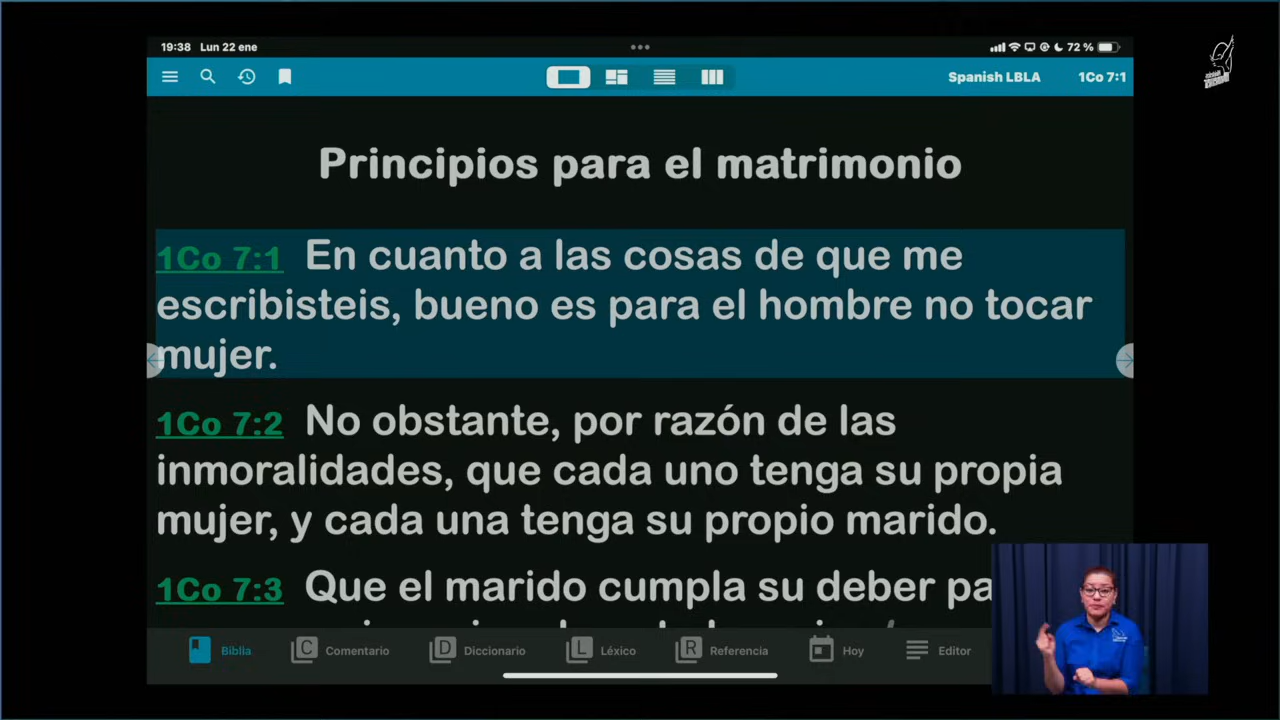 19:38 Lun 22 ene
72 %
Spanish LBLA 1Co 7:1
Principios para el matrimonio
1Co 7:1 En cuanto a las cosas de que me
escribisteis, bueno es para el hombre no tocar
mujer.
1Co 7:2 No obstante, por razón de las
inmoralidades, que cada uno tenga su propia
mujer, y cada una tenga su propio marido.
1Co 7:3 Que el marido cumpla su deber pa
Biblia
C Comentario
D Diccionario
L Léxico
R Referencia
Hoy
Editor